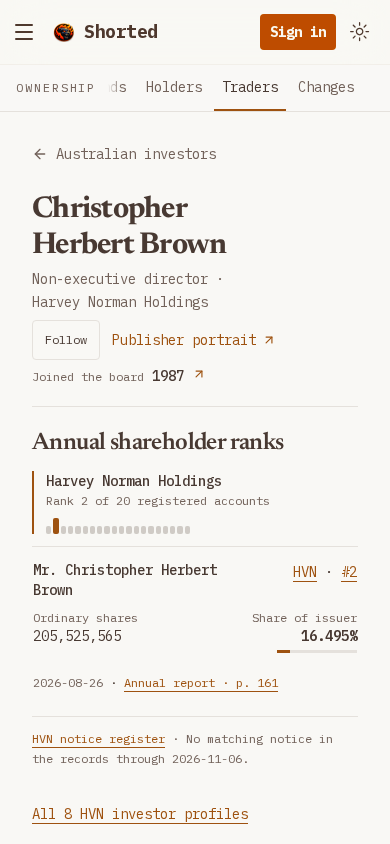 Shorted
Sign in
OWNERSHIP
Holders
Traders
Changes
← Australian investors
Christopher
Herbert Brown
Non-executive director ·
Harvey Norman Holdings
Follow
Publisher portrait ↗
Joined the board 1987 ↗
Annual shareholder ranks
Harvey Norman Holdings
Rank 2 of 20 registered accounts
Mr. Christopher Herbert
Brown
HVN · #2
Ordinary shares
Share of issuer
205,525,565
16.495%
2026-08-26 · Annual report · p. 161
HVN notice register · No matching notice in
the records through 2026-11-06.
All 8 HVN investor profiles